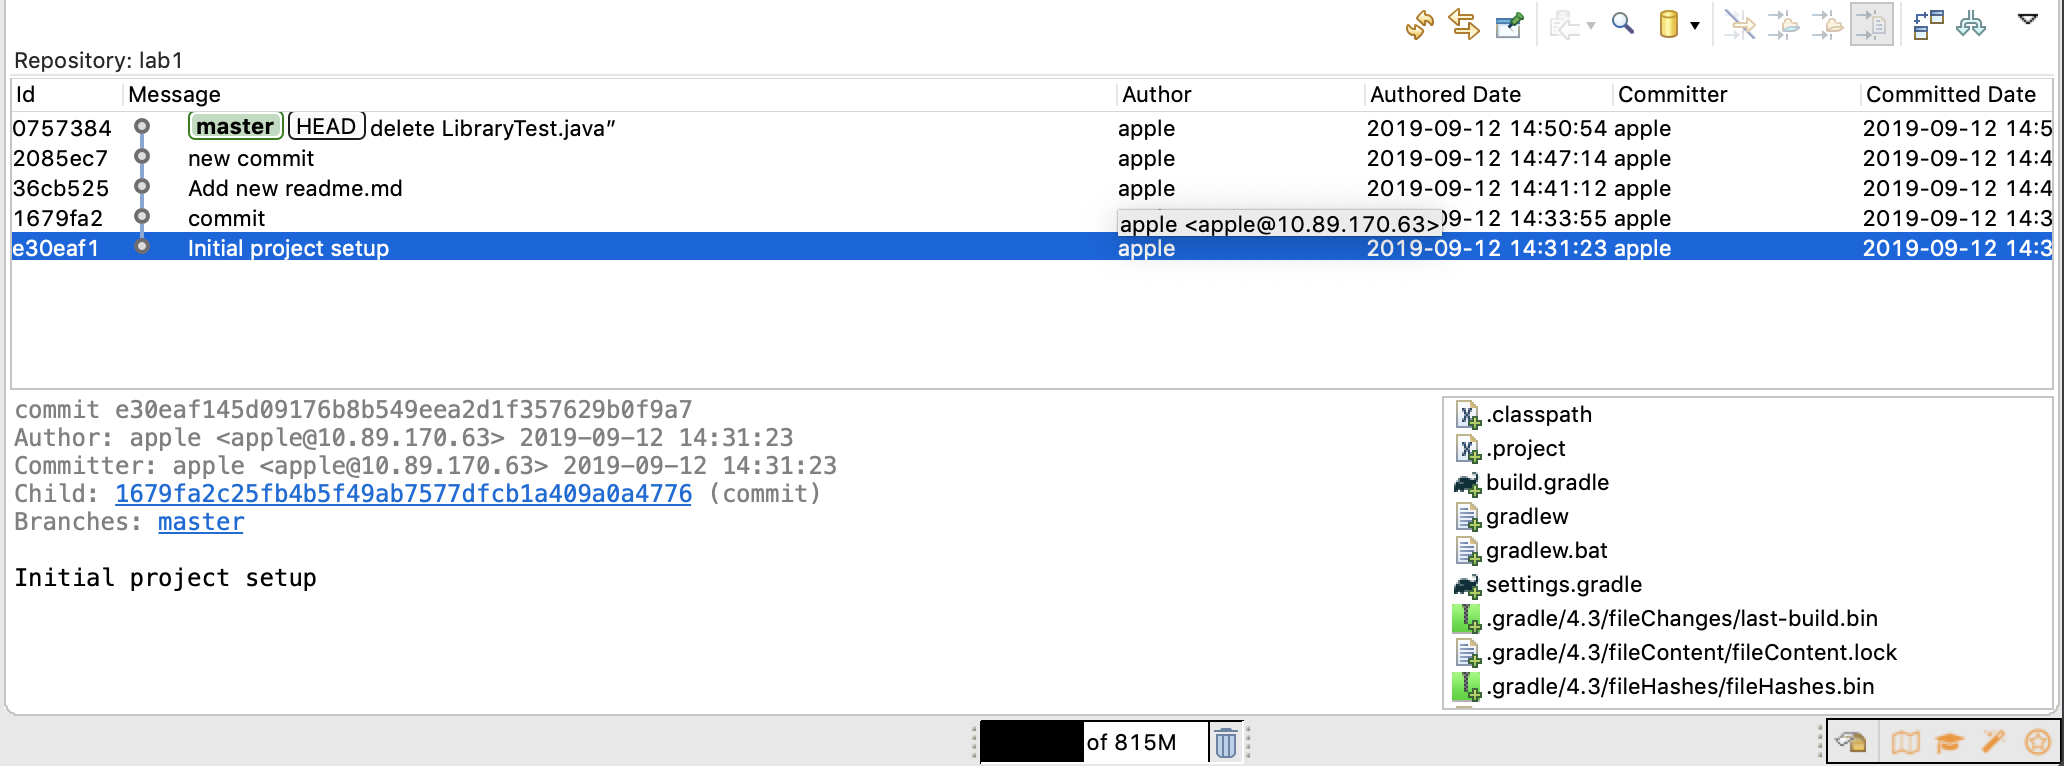 Repository: lab1
Id Message Author Authored Date Committer Committed Date
0757384 master HEAD delete LibraryTest.java” apple 2019-09-12 14:50:54 apple 2019-09-12 14:5
2085ec7 new commit apple 2019-09-12 14:47:14 apple 2019-09-12 14:4
36cb525 Add new readme.md apple 2019-09-12 14:41:12 apple 2019-09-12 14:4
1679fa2 commit apple <apple@10.89.170.63> 09-12 14:33:55 apple 2019-09-12 14:3
e30eaf1 Initial project setup apple 2019-09-12 14:31:23 apple 2019-09-12 14:3
commit e30eaf145d09176b8b549eea2d1f357629b0f9a7
Author: apple <apple@10.89.170.63> 2019-09-12 14:31:23
Committer: apple <apple@10.89.170.63> 2019-09-12 14:31:23
Child: 1679fa2c25fb4b5f49ab7577dfcb1a409a0a4776 (commit)
Branches: master
Initial project setup
.classpath
.project
build.gradle
gradlew
gradlew.bat
settings.gradle
.gradle/4.3/fileChanges/last-build.bin
.gradle/4.3/fileContent/fileContent.lock
.gradle/4.3/fileHashes/fileHashes.bin
of 815M